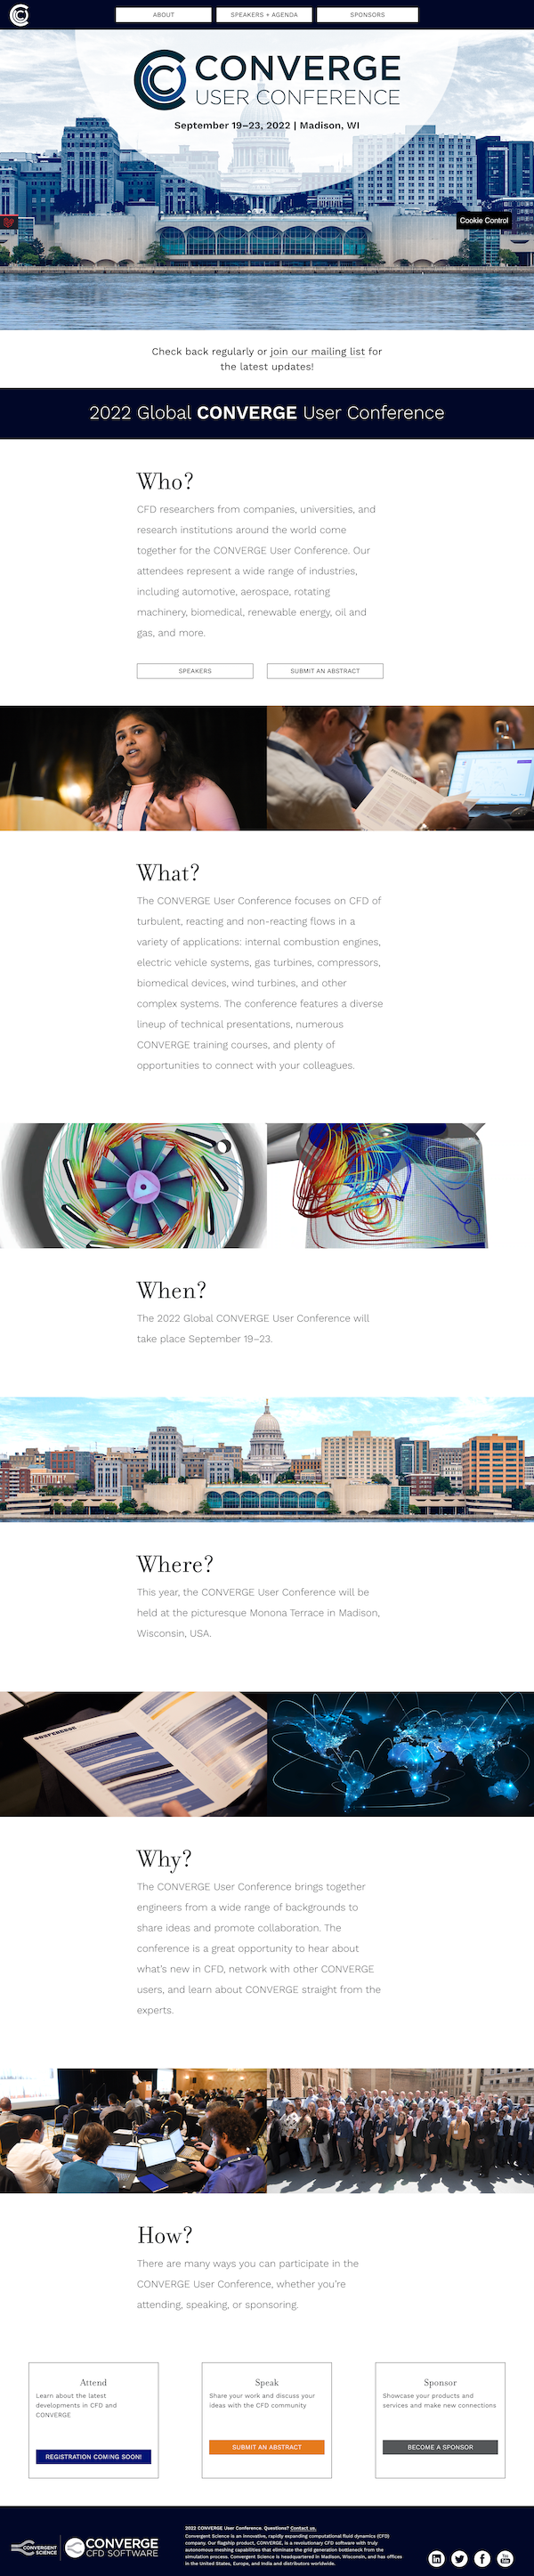 ABOUT
SPEAKERS + AGENDA
SPONSORS
CONVERGE
USER CONFERENCE
September 19–23, 2022 | Madison, WI
Cookie Control
Check back regularly or join our mailing list for
the latest updates!
2022 Global CONVERGE User Conference
Who?
CFD researchers from companies, universities, and
research institutions around the world come
together for the CONVERGE User Conference. Our
attendees represent a wide range of industries,
including automotive, aerospace, rotating
machinery, biomedical, renewable energy, oil and
gas, and more.
SPEAKERS
SUBMIT AN ABSTRACT
What?
The CONVERGE User Conference focuses on CFD of
turbulent, reacting and non-reacting flows in a
variety of applications: internal combustion engines,
electric vehicle systems, gas turbines, compressors,
biomedical devices, wind turbines, and other
complex systems. The conference features a diverse
lineup of technical presentations, numerous
CONVERGE training courses, and plenty of
opportunities to connect with your colleagues.
When?
The 2022 Global CONVERGE User Conference will
take place September 19–23.
Where?
This year, the CONVERGE User Conference will be
held at the picturesque Monona Terrace in Madison,
Wisconsin, USA.
CONFERENCE
Why?
The CONVERGE User Conference brings together
engineers from a wide range of backgrounds to
share ideas and promote collaboration. The
conference is a great opportunity to hear about
what's new in CFD, network with other CONVERGE
users, and learn about CONVERGE straight from the
experts.
How?
There are many ways you can participate in the
CONVERGE User Conference, whether you're
attending, speaking, or sponsoring.
Attend
Learn about the latest
developments in CFD and
CONVERGE
REGISTRATION COMING SOON!
Speak
Share your work and discuss your
ideas with the CFD community
SUBMIT AN ABSTRACT
Sponsor
Showcase your products and
services and make new connections
BECOME A SPONSOR
CONVERGENT
SCIENCE
CONVERGE
CFD SOFTWARE
2022 CONVERGE User Conference. Questions? Contact us.
Convergent Science is an innovative, rapidly expanding computational fluid dynamics (CFD)
company. Our flagship product, CONVERGE, is a revolutionary CFD software with truly
autonomous meshing capabilities that eliminate the grid generation bottleneck from the
simulation process. Convergent Science is headquartered in Madison, Wisconsin, and has offices
in the United States, Europe, and India and distributors worldwide.